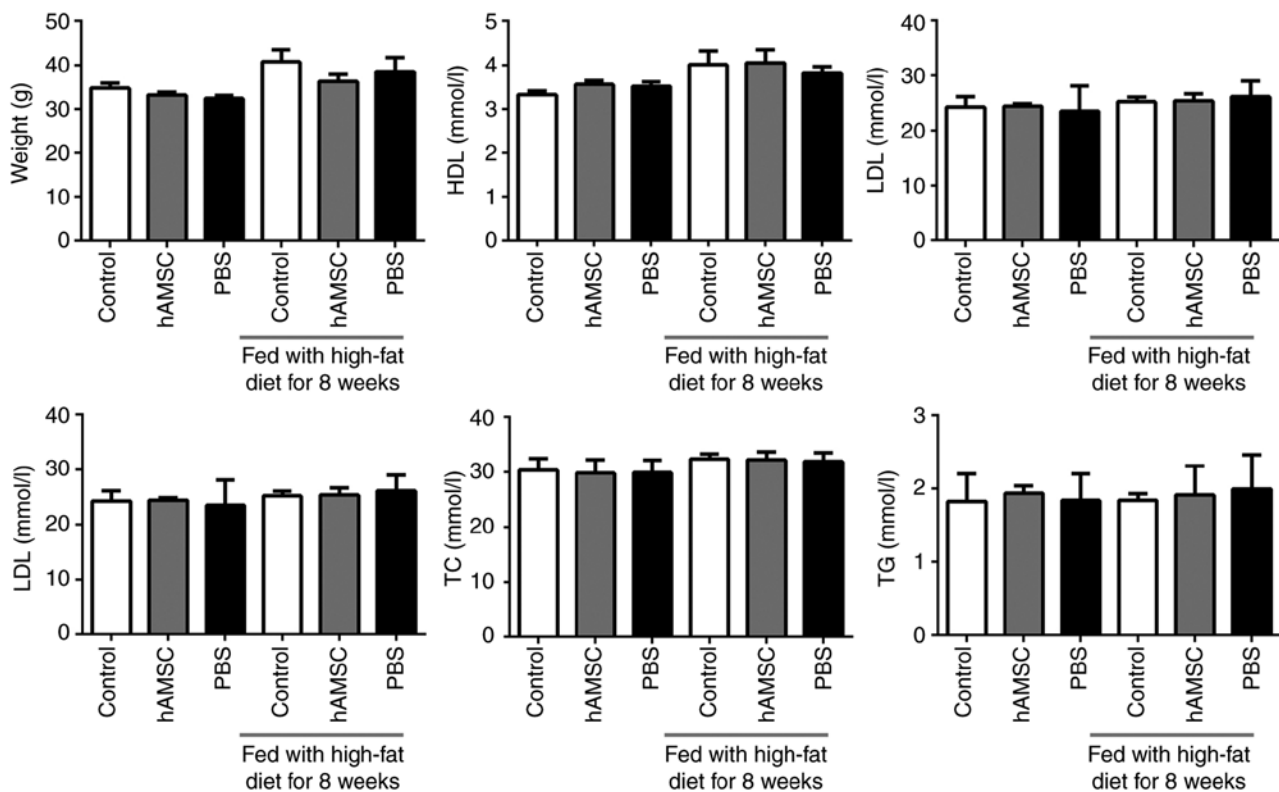 Weight (g)
50
40
30
20
10
0
Control
hAMSC
PBS
Control
hAMSC
PBS
Fed with high-fat
diet for 8 weeks
HDL (mmol/l)
5
4
3
2
1
0
Control
hAMSC
PBS
Control
hAMSC
PBS
Fed with high-fat
diet for 8 weeks
LDL (mmol/l)
40
30
20
10
0
Control
hAMSC
PBS
Control
hAMSC
PBS
Fed with high-fat
diet for 8 weeks
LDL (mmol/l)
40
30
20
10
0
Control
hAMSC
PBS
Control
hAMSC
PBS
Fed with high-fat
diet for 8 weeks
TC (mmol/l)
40
30
20
10
0
Control
hAMSC
PBS
Control
hAMSC
PBS
Fed with high-fat
diet for 8 weeks
TG (mmol/l)
3
2
1
0
Control
hAMSC
PBS
Control
hAMSC
PBS
Fed with high-fat
diet for 8 weeks